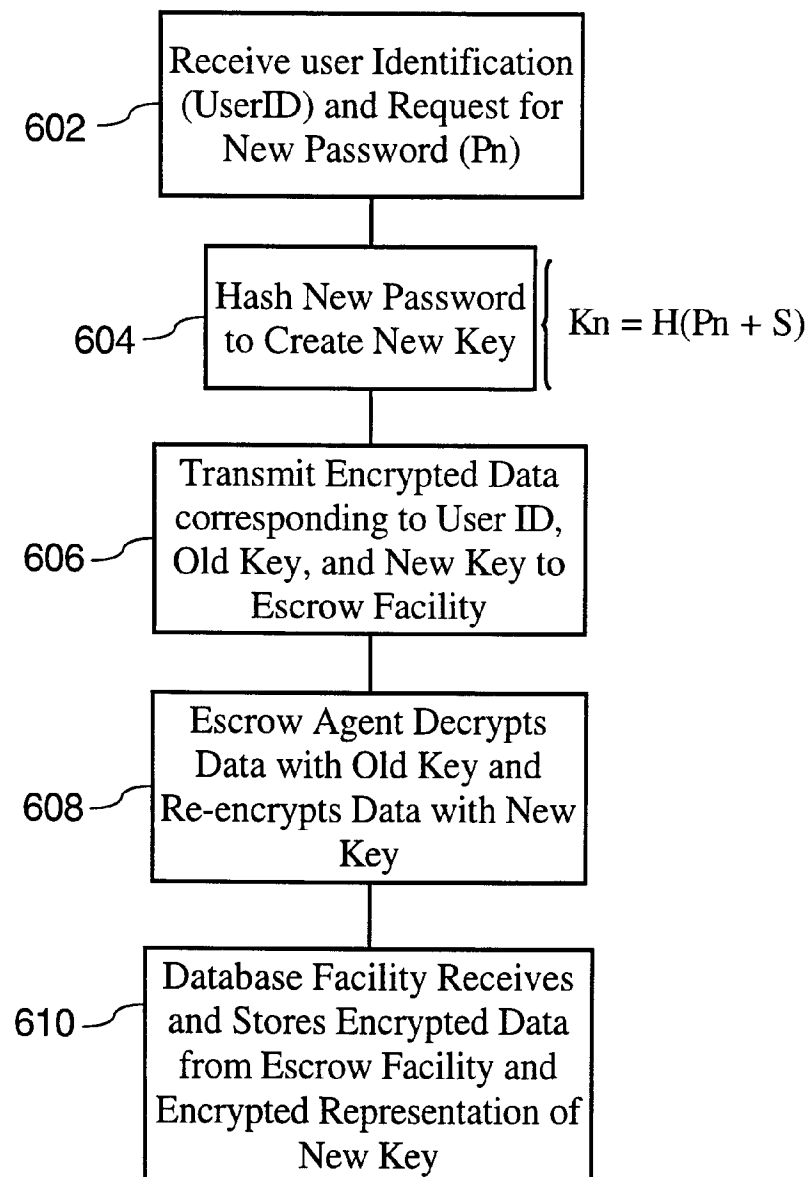 Receive user Identification
(UserID) and Request for
New Password (Pn)
602
Hash New Password
to Create New Key
Kn = H(Pn + S)
604
Transmit Encrypted Data
corresponding to User ID,
Old Key, and New Key to
Escrow Facility
606
Escrow Agent Decrypts
Data with Old Key and
Re-encrypts Data with New
Key
608
Database Facility Receives
and Stores Encrypted Data
from Escrow Facility and
Encrypted Representation of
New Key
610